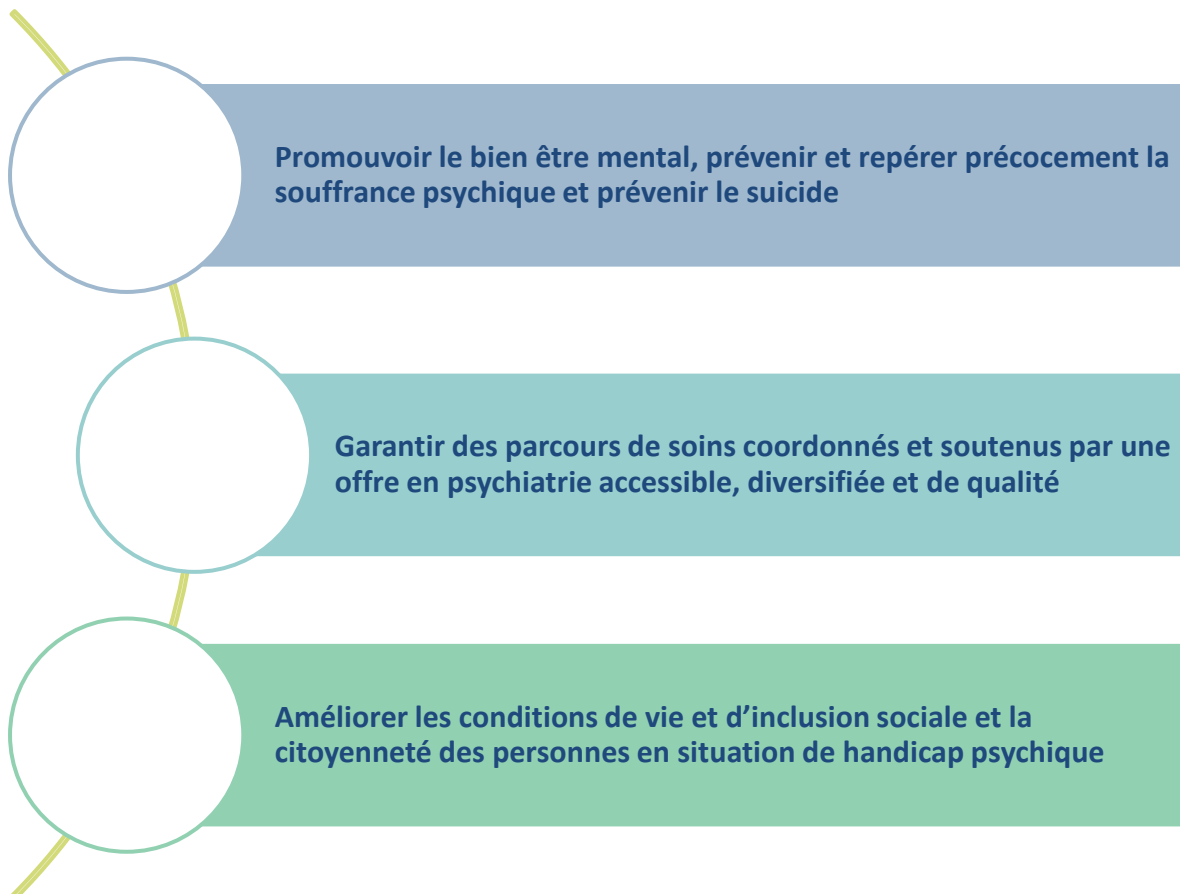 Promouvoir le bien être mental, prévenir et repérer précocement la
souffrance psychique et prévenir le suicide
Garantir des parcours de soins coordonnés et soutenus par une
offre en psychiatrie accessible, diversifiée et de qualité
Améliorer les conditions de vie et d’inclusion sociale et la
citoyenneté des personnes en situation de handicap psychique